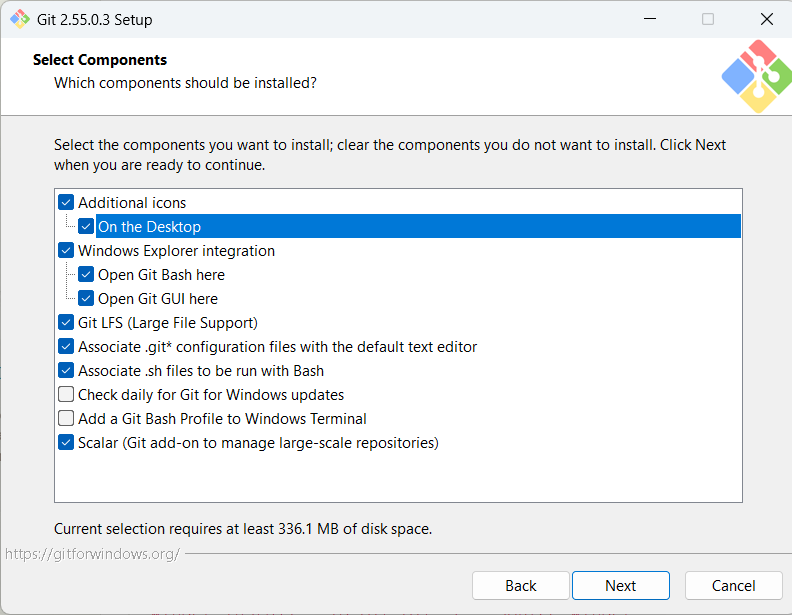 Git 2.55.0.3 Setup
Select Components
Which components should be installed?
Select the components you want to install; clear the components you do not want to install. Click Next
when you are ready to continue.
Additional icons
On the Desktop
Windows Explorer integration
Open Git Bash here
Open Git GUI here
Git LFS (Large File Support)
Associate .git* configuration files with the default text editor
Associate .sh files to be run with Bash
Check daily for Git for Windows updates
Add a Git Bash Profile to Windows Terminal
Scalar (Git add-on to manage large-scale repositories)
Current selection requires at least 336.1 MB of disk space.
https://gitforwindows.org/
Back
Next
Cancel